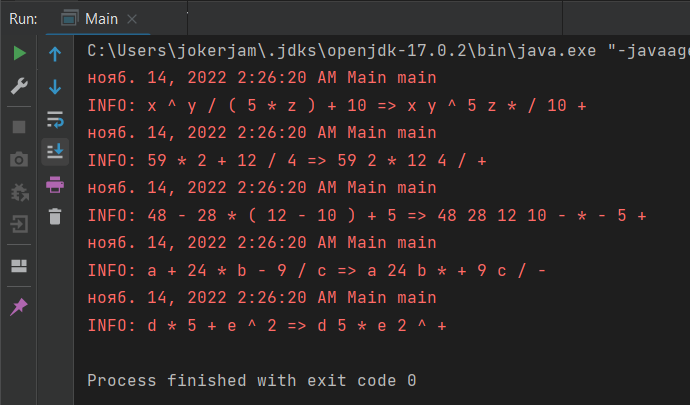 Run: Main
C:\Users\jokerjam\.jdks\openjdk-17.0.2\bin\java.exe "-javaage
нояб. 14, 2022 2:26:20 AM Main main
INFO: x ^ y / ( 5 * z ) + 10 => x y ^ 5 z * / 10 +
нояб. 14, 2022 2:26:20 AM Main main
INFO: 59 * 2 + 12 / 4 => 59 2 * 12 4 / +
нояб. 14, 2022 2:26:20 AM Main main
INFO: 48 - 28 * ( 12 - 10 ) + 5 => 48 28 12 10 - * - 5 +
нояб. 14, 2022 2:26:20 AM Main main
INFO: a + 24 * b - 9 / c => a 24 b * + 9 c / -
нояб. 14, 2022 2:26:20 AM Main main
INFO: d * 5 + e ^ 2 => d 5 * e 2 ^ +
Process finished with exit code 0